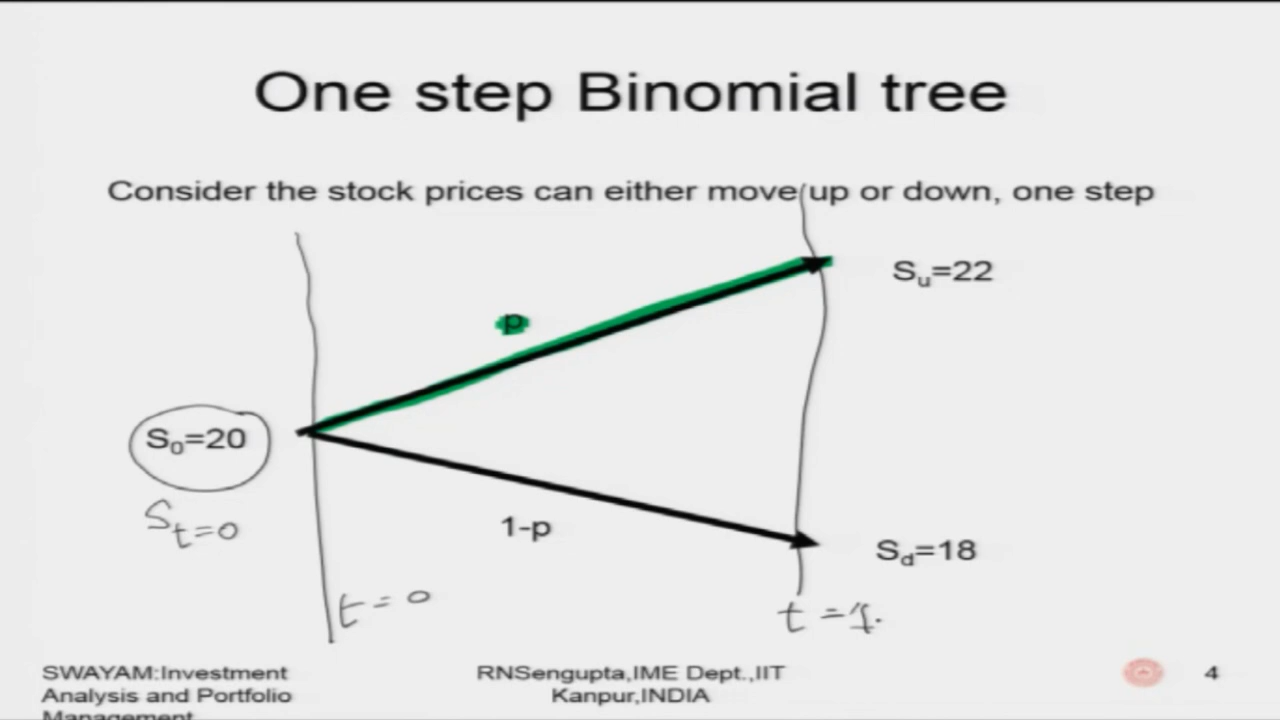 One step Binomial tree
Consider the stock prices can either move up or down, one step
Su=22
p
S0=20
St=0
1-p
Sd=18
t=0
t=1.
SWAYAM:Investment
Analysis and Portfolio
Management
RNSengupta,IME Dept.,IIT
Kanpur,INDIA
4